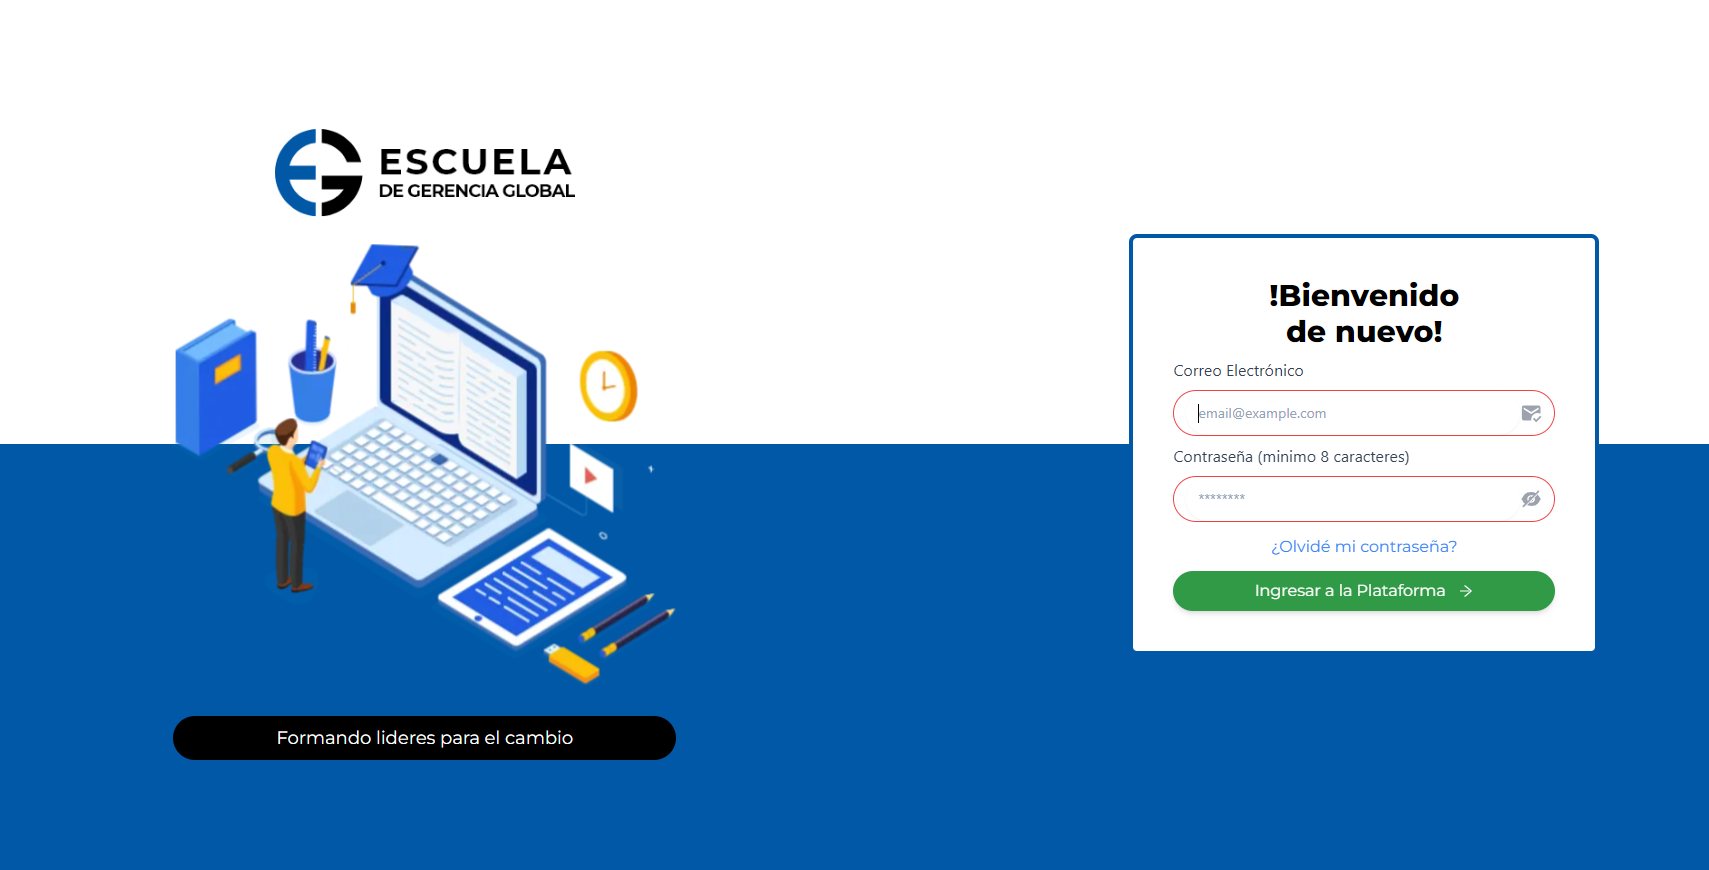 ESCUELA
DE GERENCIA GLOBAL
Formando lideres para el cambio
!Bienvenido
de nuevo!
Correo Electrónico
email@example.com
Contraseña (minimo 8 caracteres)
********
¿Olvidé mi contraseña?
Ingresar a la Plataforma